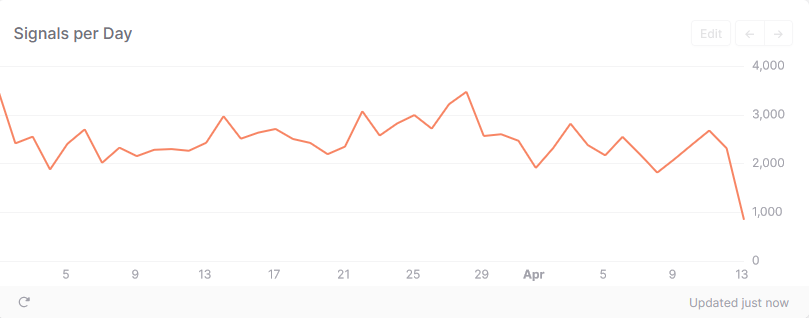 Signals per Day
Edit ← →
4,000
3,000
2,000
1,000
0
5 9 13 17 21 25 29 Apr 5 9 13
Updated just now